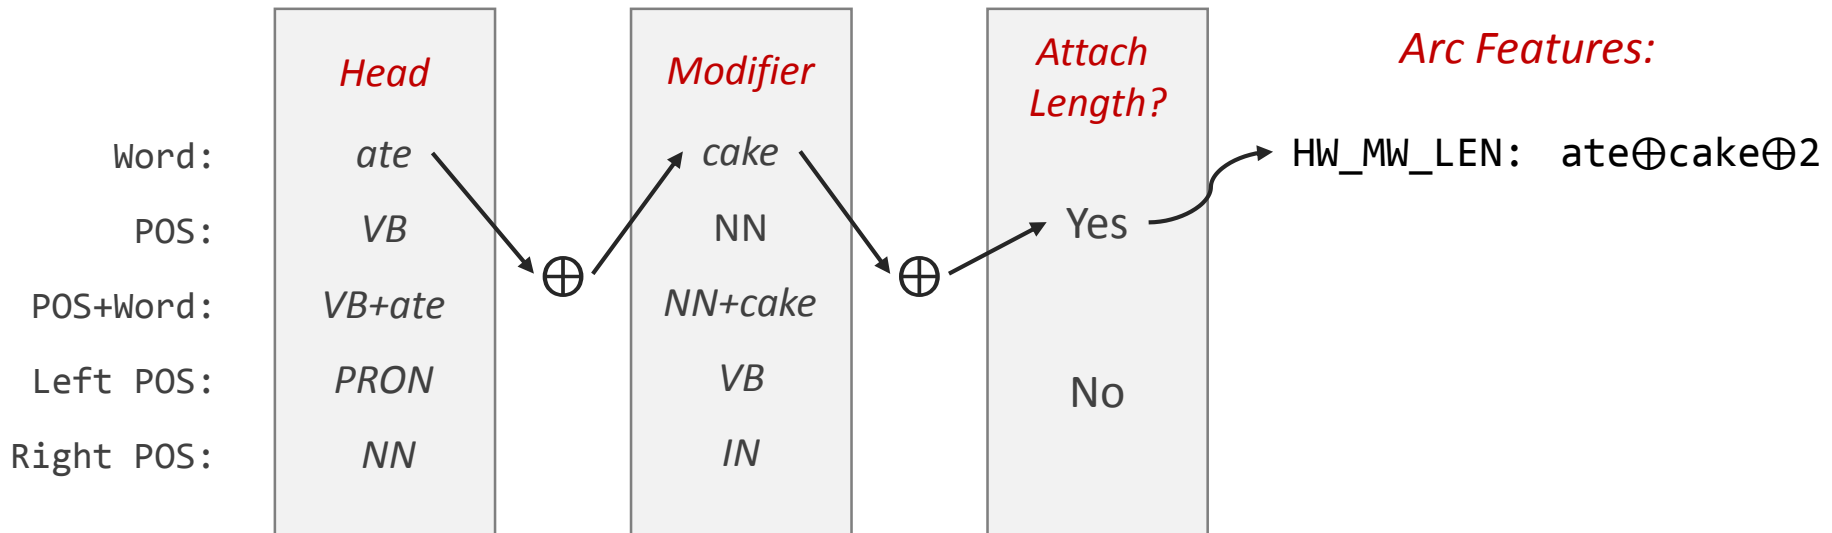 Head Modifier Attach Length? Arc Features:
Word: ate cake HW_MW_LEN: ate⊕cake⊕2
POS: VB NN Yes
⊕ ⊕
POS+Word: VB+ate NN+cake
Left POS: PRON VB No
Right POS: NN IN